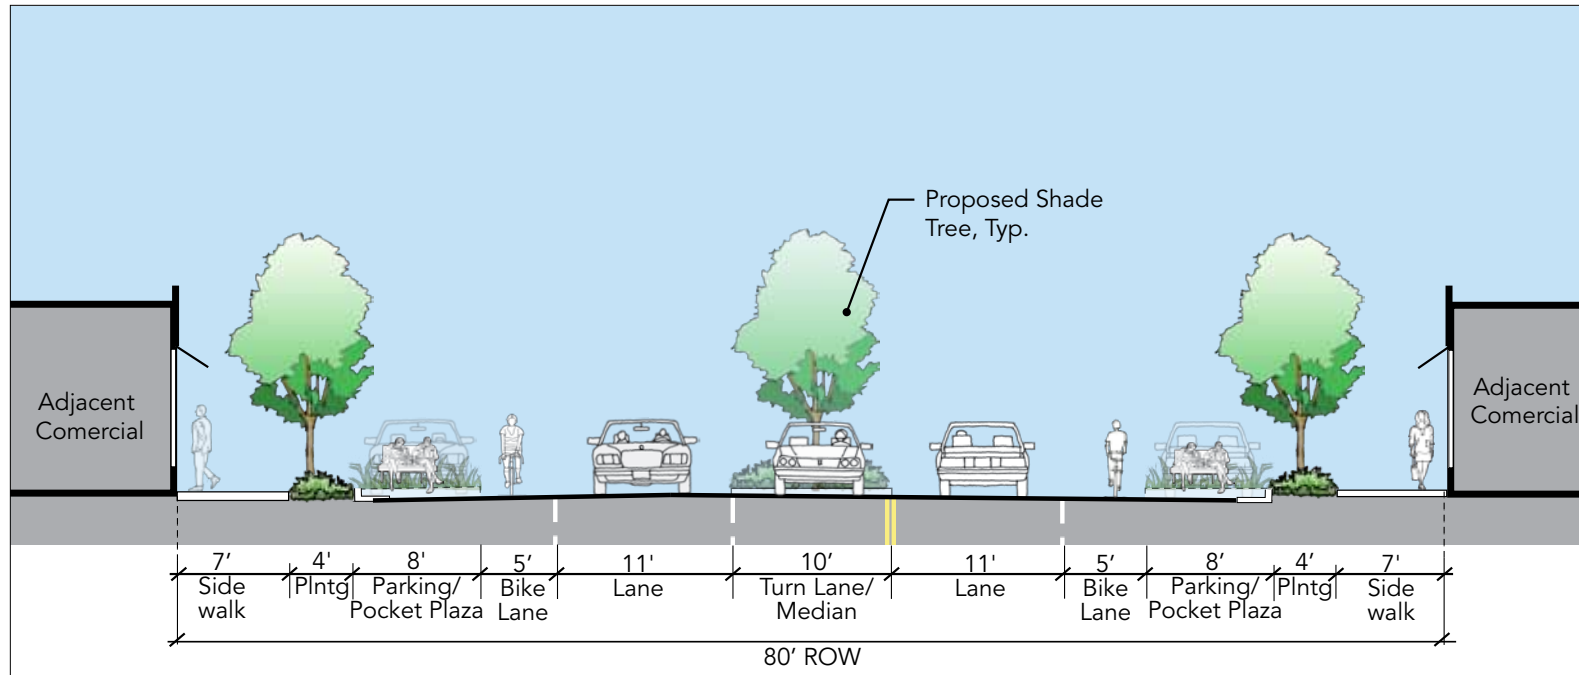 Proposed Shade
Tree, Typ.
Adjacent
Comercial
Adjacent
Comercial
7’ 4' 8' 5’ 11' 10’ 11' 5’ 8’ 4’ 7'
Side Plntg Parking/ Bike Lane Turn Lane/ Lane Bike Parking/ Plntg Side
walk Pocket Plaza Lane Median Lane Pocket Plaza walk
80’ ROW